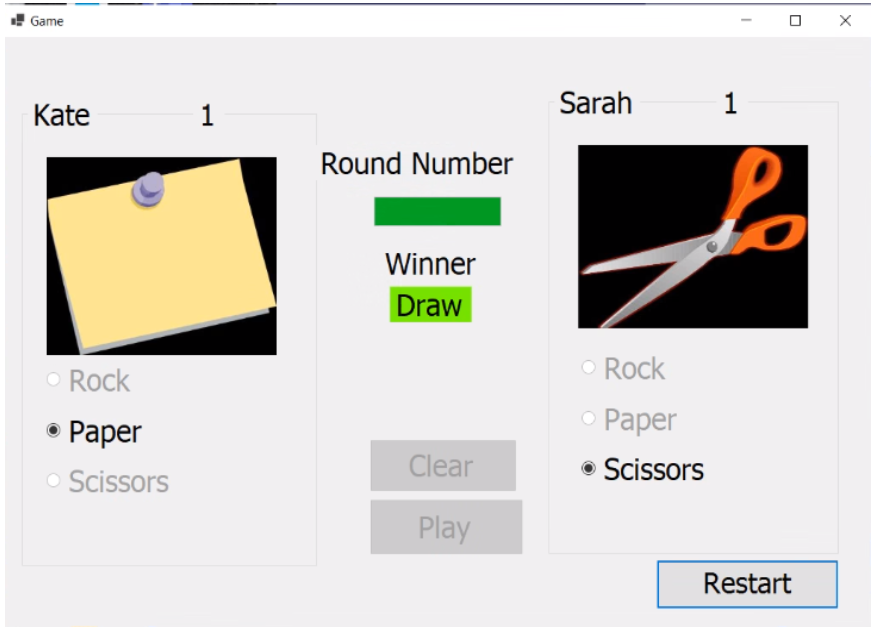 Game
Kate 1
Rock
Paper
Scissors
Round Number
Winner
Draw
Clear
Play
Sarah 1
Rock
Paper
Scissors
Restart